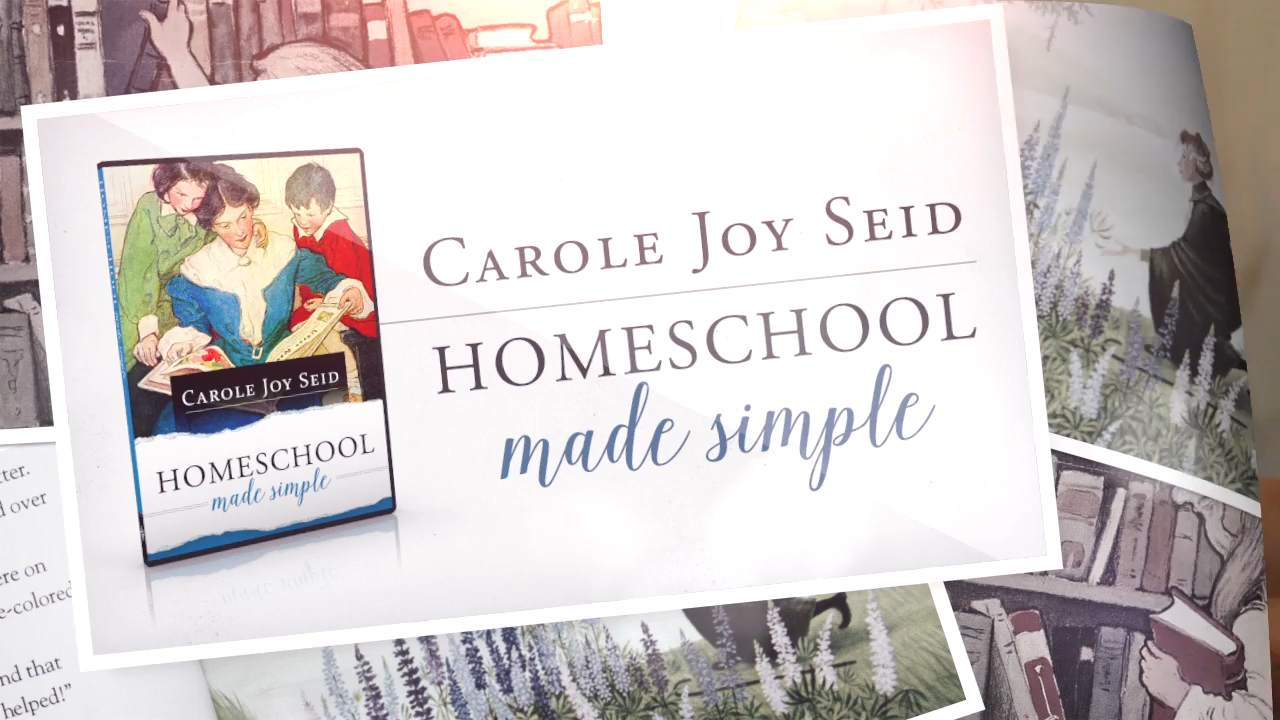 CAROLE JOY SEID
HOMESCHOOL
made simple
CAROLE JOY SEID
HOMESCHOOL
made simple
d over
ere on
e-colored
nd that
helped!"